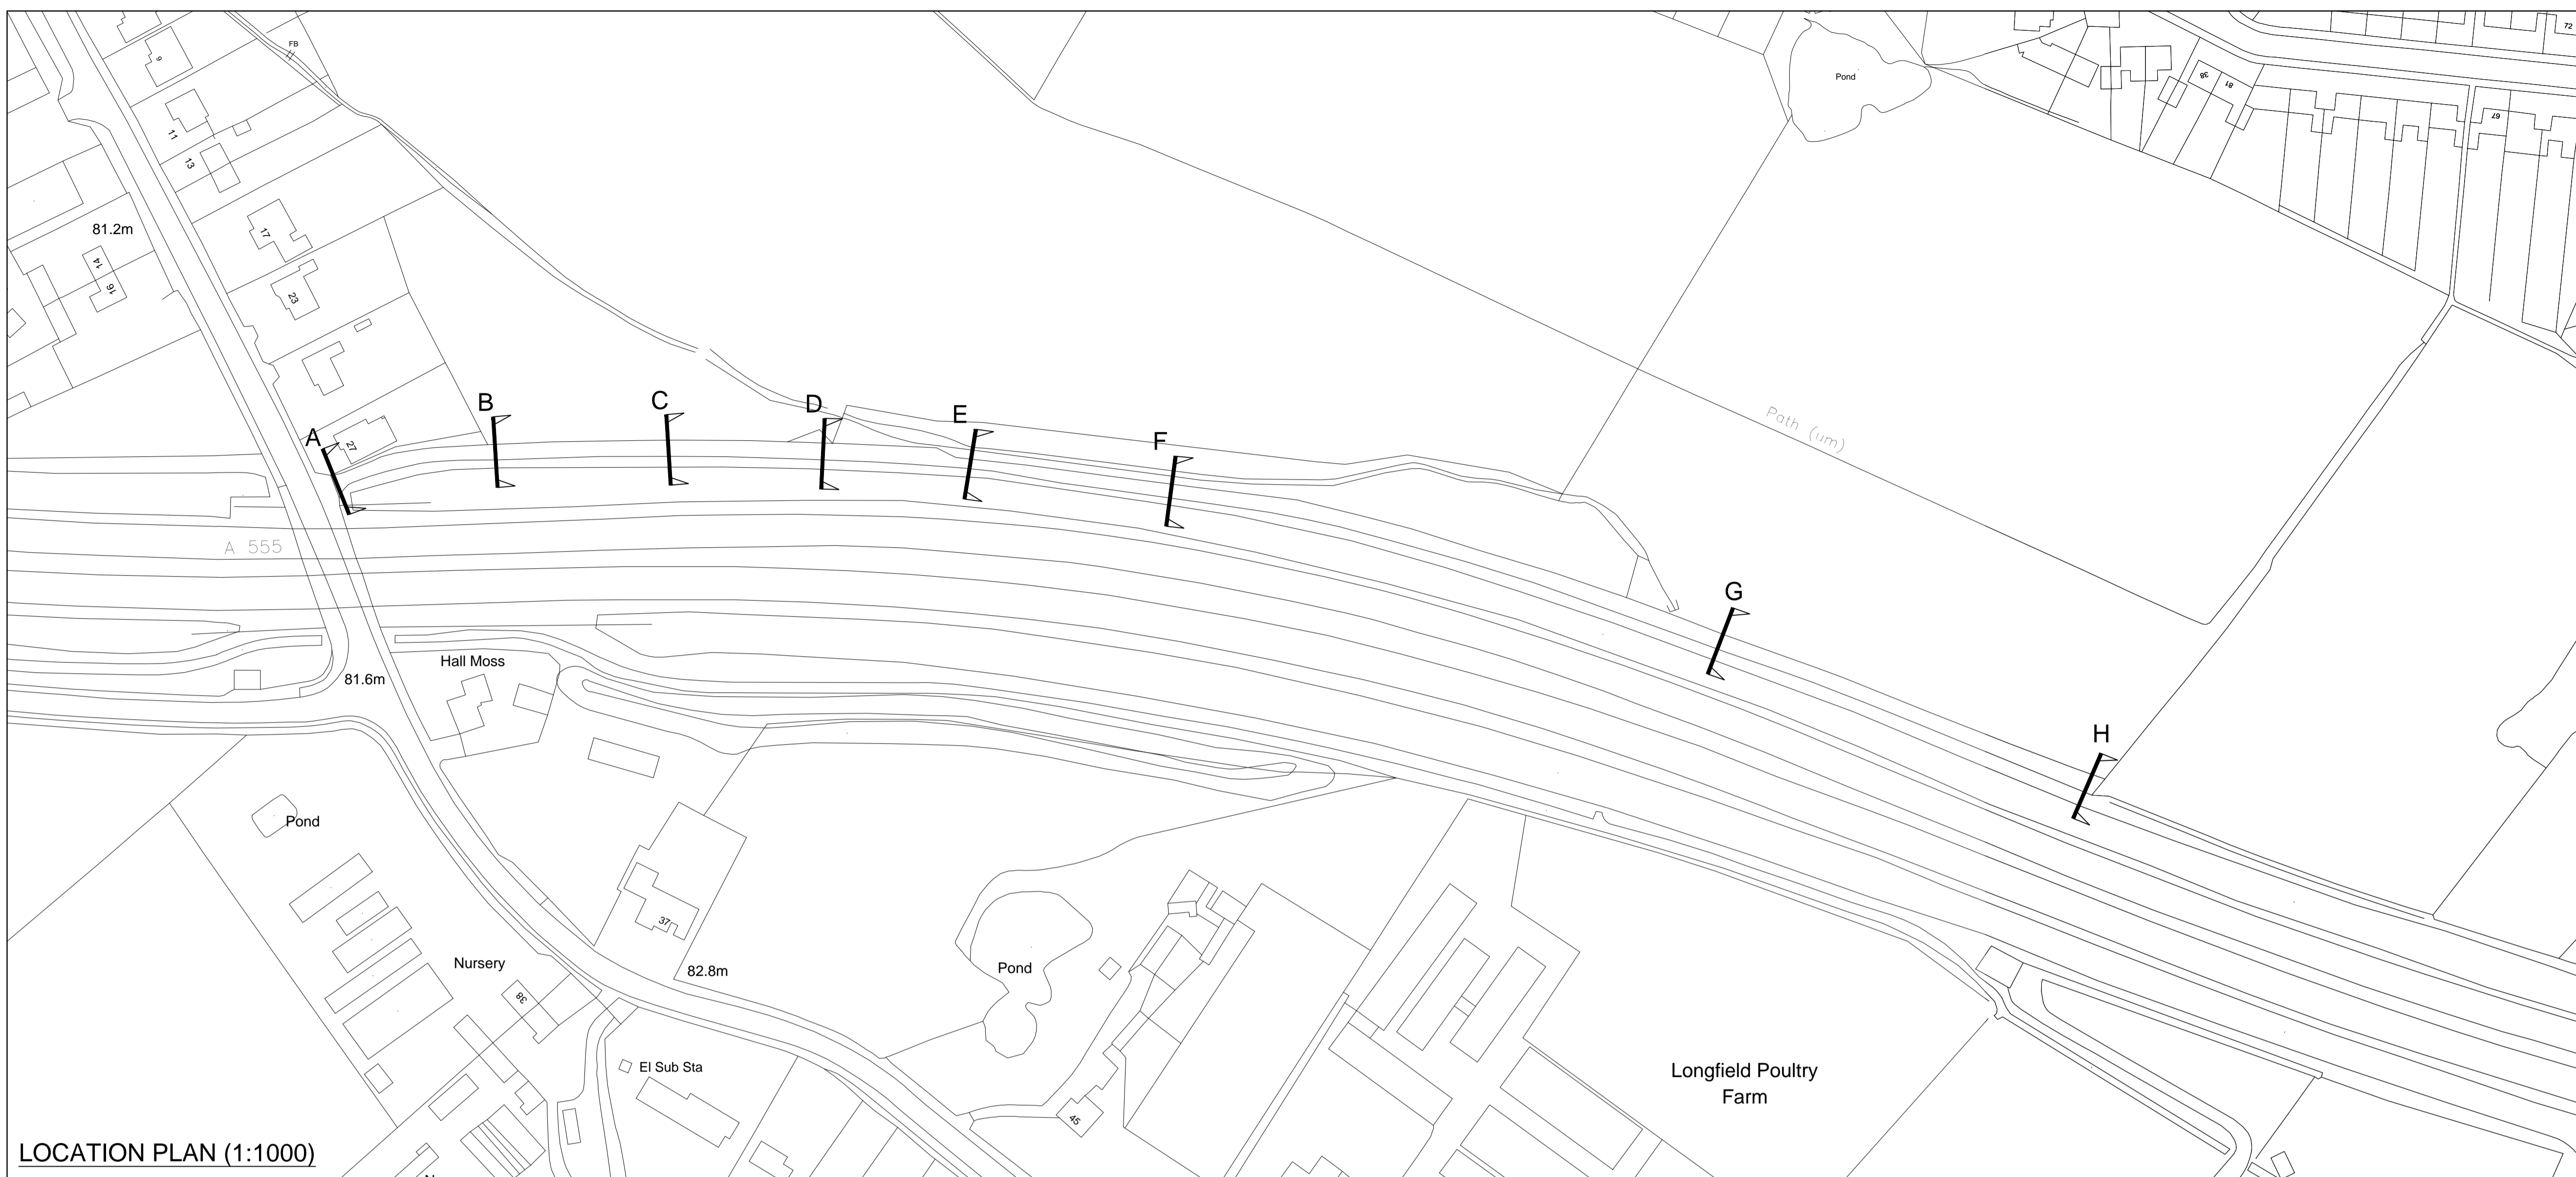 FB
9
11
13
17
23
27
81.2m
14
16
Pond
38
81
67
72
A
B
C
D
E
F
G
H
Path (um)
A 555
Hall Moss
81.6m
Pond
37
Nursery
38
82.8m
Pond
El Sub Sta
45
Longfield Poultry
Farm
LOCATION PLAN (1:1000)